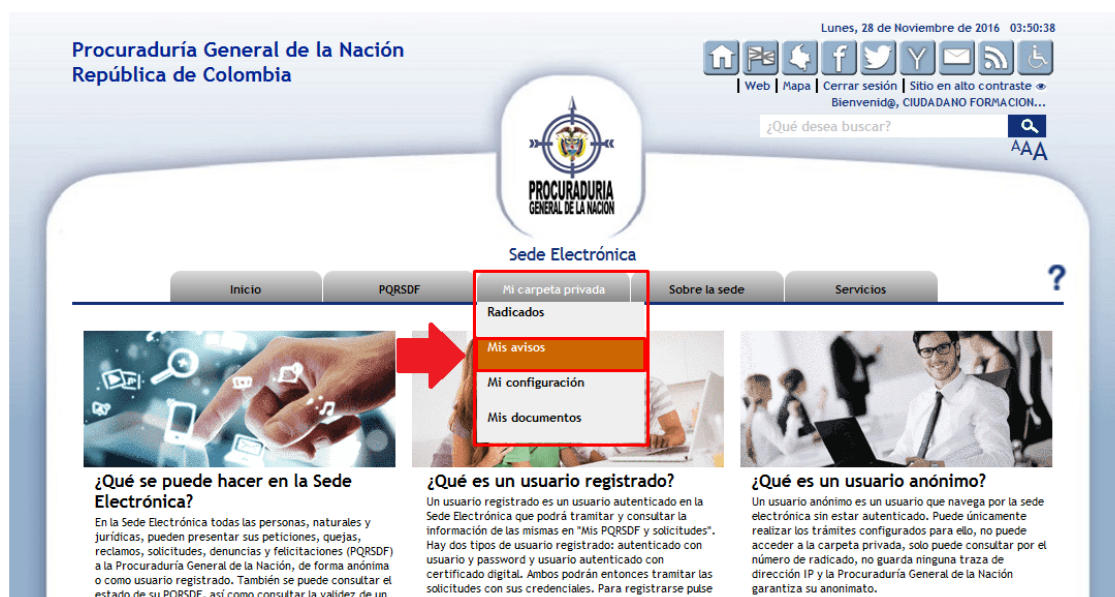 Lunes, 28 de Noviembre de 2016 03:50:38
Procuraduría General de la Nación
República de Colombia
Web Mapa Cerrar sesión Sitio en alto contraste
Bienvenid@, CIUDADANO FORMACION...
¿Qué desea buscar?
AAA
PROCURADURIA
GENERAL DE LA NACION
Sede Electrónica
?
Inicio PQRSDF Mi carpeta privada Sobre la sede Servicios
Radicados
Mis avisos
Mi configuración
Mis documentos
¿Qué se puede hacer en la Sede
Electrónica?
En la Sede Electrónica todas las personas, naturales y
jurídicas, pueden presentar sus peticiones, quejas,
reclamos, solicitudes, denuncias y felicitaciones (PQRSDF)
a la Procuraduría General de la Nación, de forma anónima
o como usuario registrado. También se puede consultar el
estado de su PQRSDF, así como consultar la validez de un
¿Qué es un usuario registrado?
Un usuario registrado es un usuario autenticado en la
Sede Electrónica que podrá tramitar y consultar la
información de las mismas en "Mis PQRSDF y solicitudes".
Hay dos tipos de usuario registrado: autenticado con
usuario y password y usuario autenticado con
certificado digital. Ambos podrán entonces tramitar las
solicitudes con sus credenciales. Para registrarse pulse
¿Qué es un usuario anónimo?
Un usuario anónimo es un usuario que navega por la sede
electrónica sin estar autenticado. Puede únicamente
realizar los trámites configurados para ello, no puede
acceder a la carpeta privada, solo puede consultar por el
número de radicado, no guarda ninguna traza de
dirección IP y la Procuraduría General de la Nación
garantiza su anonimato.